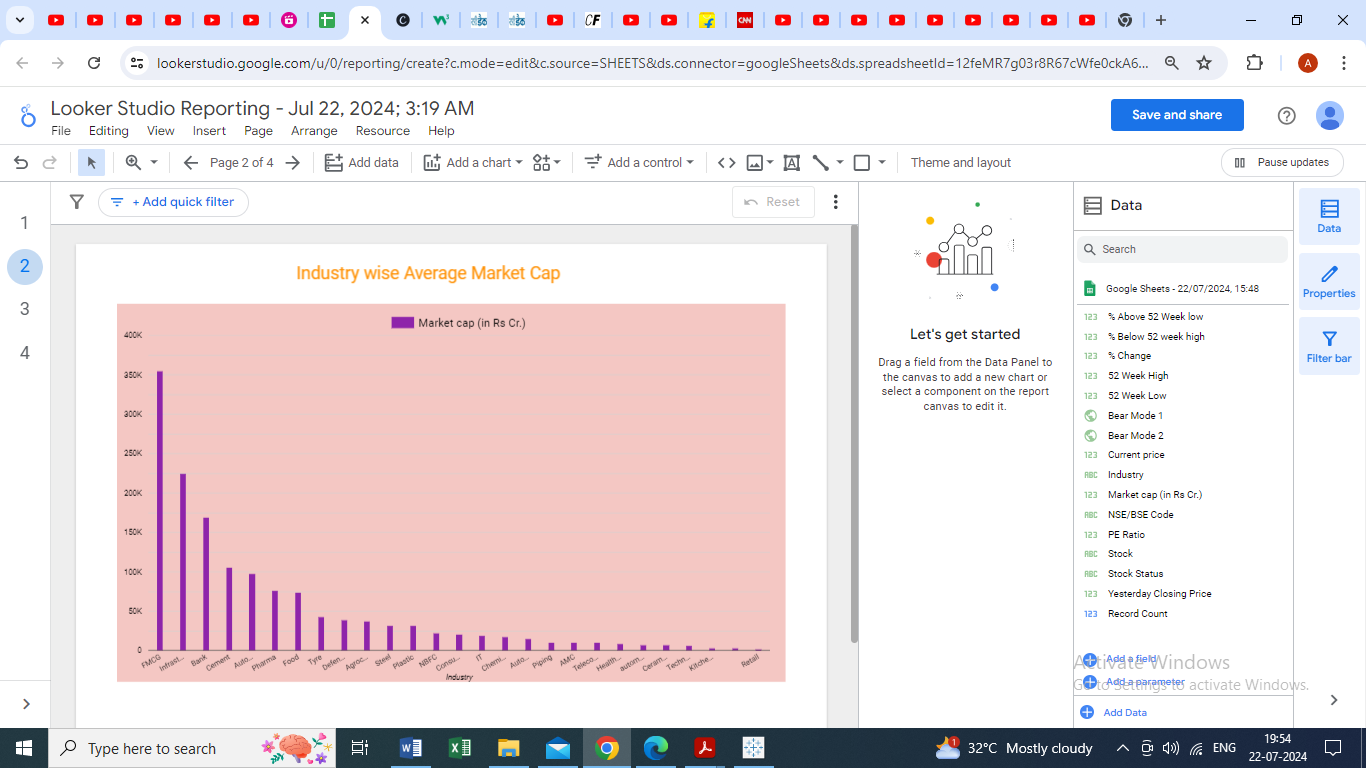 CNN
lookerstudio.google.com/u/0/reporting/create?c.mode=edit&c.source=SHEETS&ds.connector=googleSheets&ds.spreadsheetId=12feMR7g03r8R67cWfe0ckA6...
A
Looker Studio Reporting - Jul 22, 2024; 3:19 AM
File Editing View Insert Page Arrange Resource Help
Save and share
Page 2 of 4 Add data Add a chart Add a control Theme and layout Pause updates
1
2
3
4
+ Add quick filter
Reset
Industry wise Average Market Cap
Market cap (in Rs Cr.)
400K
350K
300K
250K
200K
150K
100K
50K
0
FMCG Infrast... Bank Cement Auto... Pharma Food Tyre Defen... Agroc... Steel Plastic NBFC Consu... IT Chemi... Auto... Piping AMC Teleco... Health... autom... Ceram... Techn... Kitche... Retail
Industry
Let's get started
Drag a field from the Data Panel to
the canvas to add a new chart or
select a component on the report
canvas to edit it.
Data
Search
Google Sheets - 22/07/2024, 15:48
123 % Above 52 Week low
123 % Below 52 week high
123 % Change
123 52 Week High
123 52 Week Low
Bear Mode 1
Bear Mode 2
123 Current price
ABC Industry
123 Market cap (in Rs Cr.)
ABC NSE/BSE Code
123 PE Ratio
ABC Stock
ABC Stock Status
123 Yesterday Closing Price
123 Record Count
Add a field
Add a parameter
Add Data
Activate Windows
Go to Settings to activate Windows.
Data
Properties
Filter bar
Type here to search
1
32°C Mostly cloudy
ENG
19:54
22-07-2024